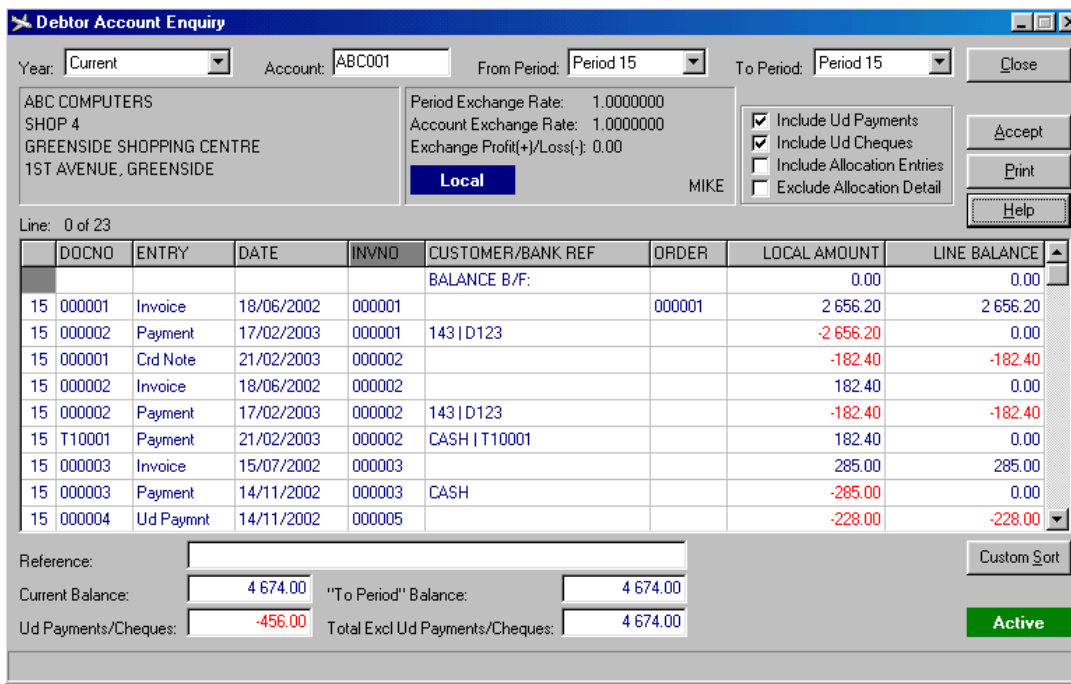 Debtor Account Enquiry
Year: Current Account: ABC001 From Period: Period 15 To Period: Period 15 Close
ABC COMPUTERS
SHOP 4
GREENSIDE SHOPPING CENTRE
1ST AVENUE, GREENSIDE
Period Exchange Rate: 1.0000000
Account Exchange Rate: 1.0000000
Exchange Profit(+)/Loss(-): 0.00
Local MIKE
Include Ud Payments
Include Ud Cheques
Include Allocation Entries
Exclude Allocation Detail
Accept
Print
Help
Line: 0 of 23
DOCNO ENTRY DATE INVNO CUSTOMER/BANK REF ORDER LOCAL AMOUNT LINE BALANCE
BALANCE B/F: 0.00 0.00
15 000001 Invoice 18/06/2002 000001 000001 2 656.20 2 656.20
15 000002 Payment 17/02/2003 000001 143 | D123 -2 656.20 0.00
15 000001 Crd Note 21/02/2003 000002 -182.40 -182.40
15 000002 Invoice 18/06/2002 000002 182.40 0.00
15 000002 Payment 17/02/2003 000002 143 | D123 -182.40 -182.40
15 T10001 Payment 21/02/2003 000002 CASH | T10001 182.40 0.00
15 000003 Invoice 15/07/2002 000003 285.00 285.00
15 000003 Payment 14/11/2002 000003 CASH -285.00 0.00
15 000004 Ud Paymnt 14/11/2002 000005 -228.00 -228.00
Reference: Custom Sort
Current Balance: 4 674.00 "To Period" Balance: 4 674.00
Ud Payments/Cheques: -456.00 Total Excl Ud Payments/Cheques: 4 674.00 Active